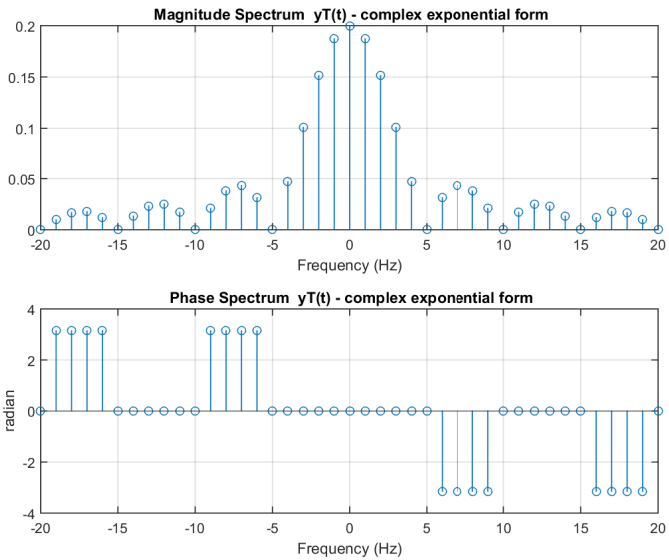 Magnitude Spectrum yT(t) - complex exponential form
0.2
0.15
0.1
0.05
0
-20 -15 -10 -5 0 5 10 15 20
Frequency (Hz)
Phase Spectrum yT(t) - complex exponential form
4
2
0
-2
-4
radian
-20 -15 -10 -5 0 5 10 15 20
Frequency (Hz)